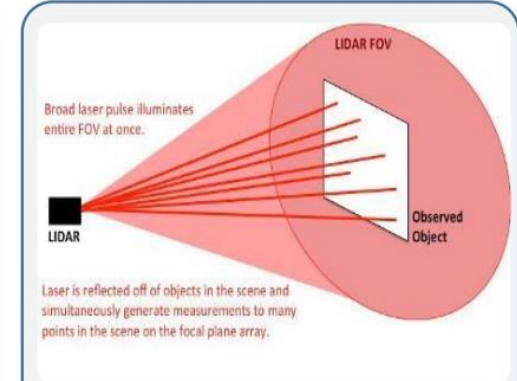 LIDAR FOV
Broad laser pulse illuminates
entire FOV at once.
LIDAR
Observed
Object
Laser is reflected off of objects in the scene and
simultaneously generate measurements to many
points in the scene on the focal plane array.